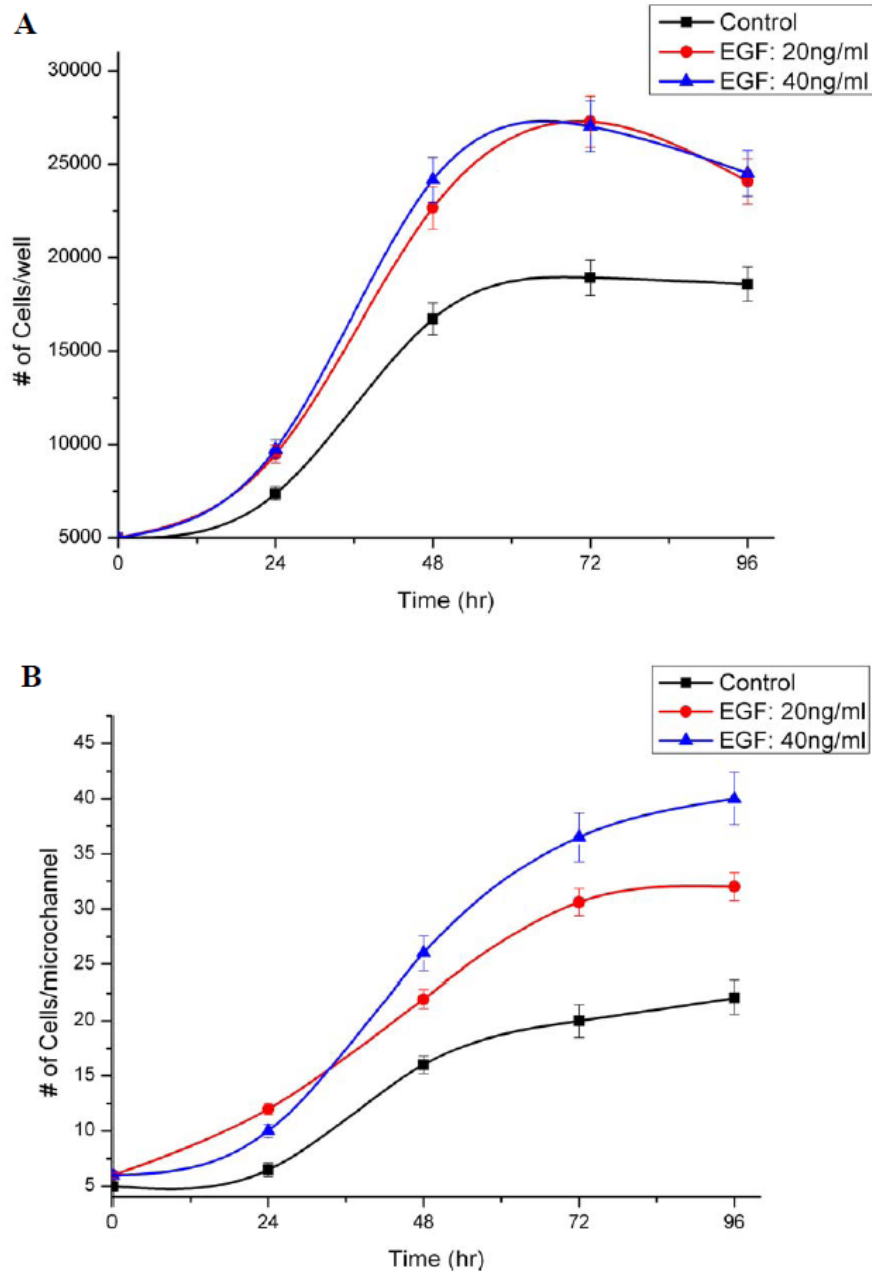 A
Control
EGF: 20ng/ml
EGF: 40ng/ml
30000
25000
20000
15000
10000
5000
# of Cells/well
0 24 48 72 96
Time (hr)
B
Control
EGF: 20ng/ml
EGF: 40ng/ml
45
40
35
30
25
20
15
10
5
# of Cells/microchannel
0 24 48 72 96
Time (hr)